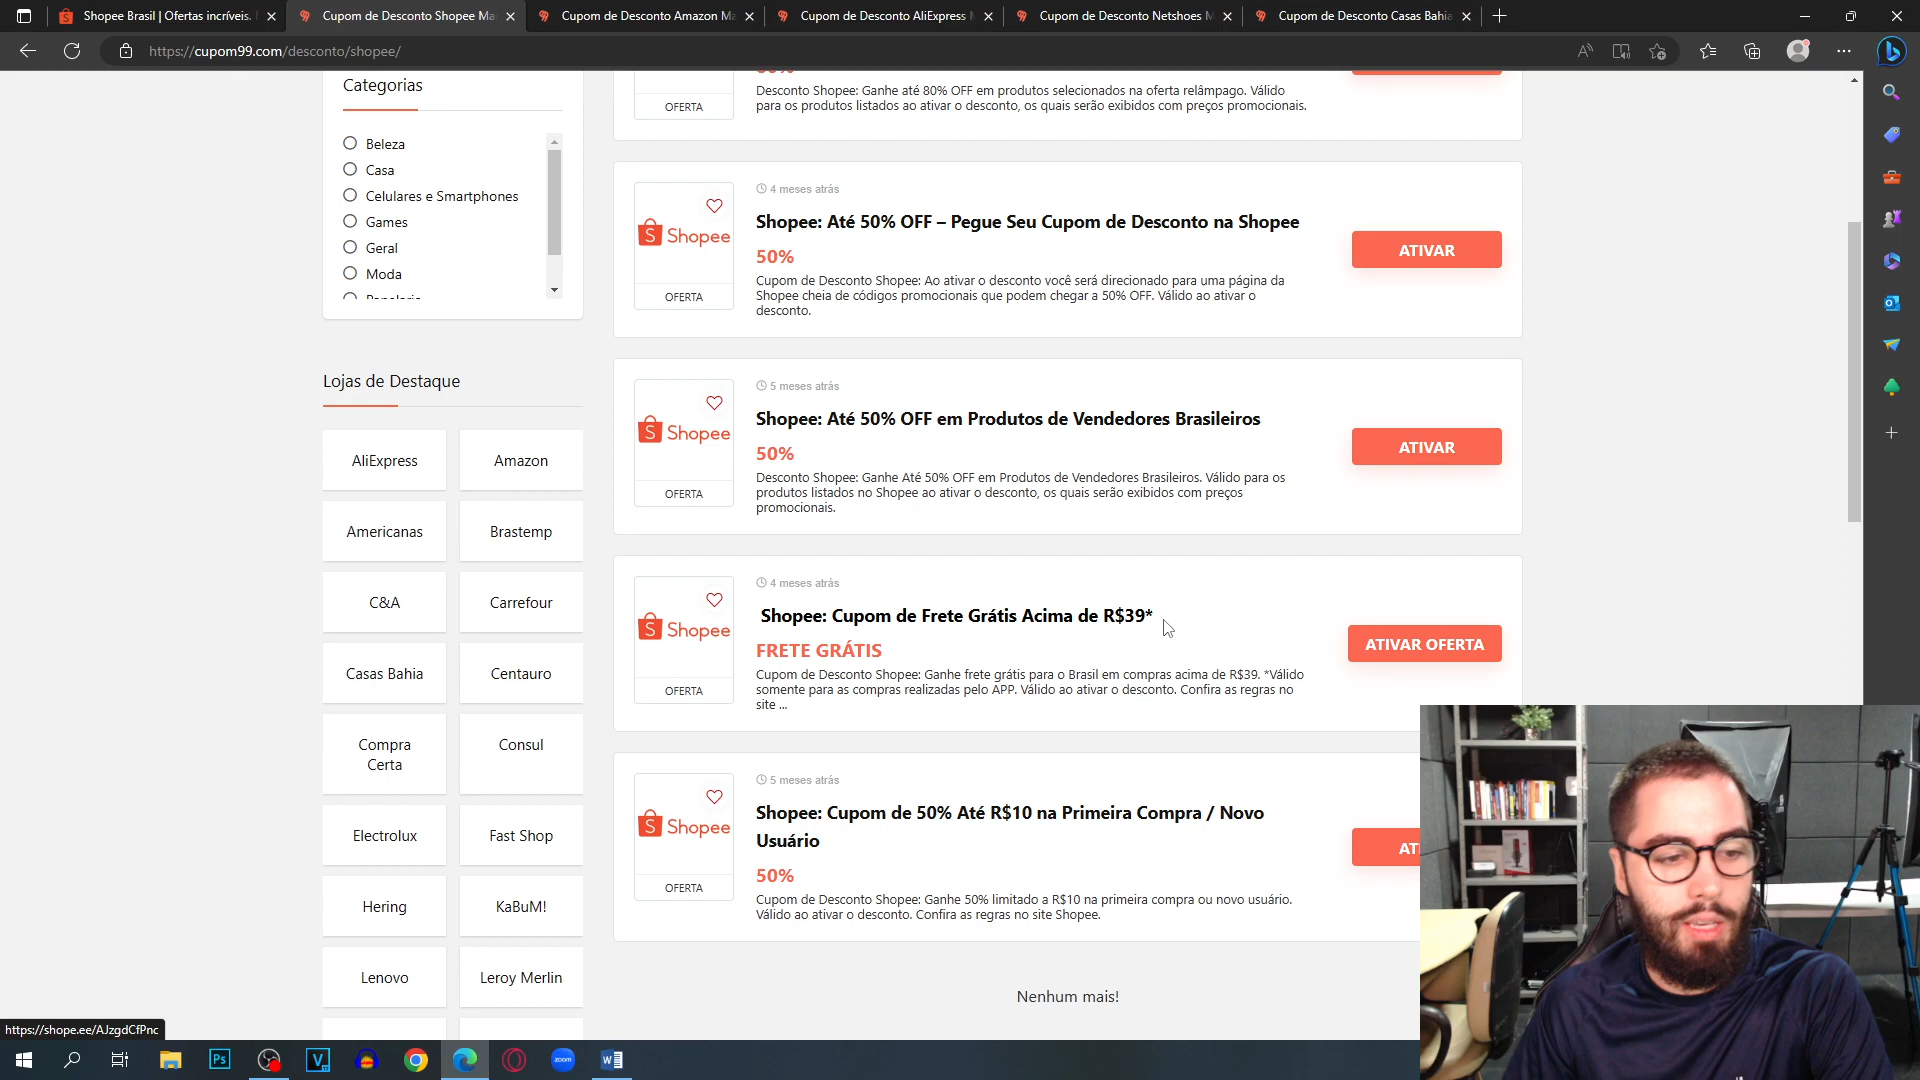 Shopee Brasil | Ofertas incríveis.
Cupom de Desconto Shopee Ma
Cupom de Desconto Amazon Ma
Cupom de Desconto AliExpress M
Cupom de Desconto Netshoes M
Cupom de Desconto Casas Bahia
https://cupom99.com/desconto/shopee/
Categorias
Beleza
Casa
Celulares e Smartphones
Games
Geral
Moda
Papelaria
Lojas de Destaque
AliExpress
Amazon
Americanas
Brastemp
C&A
Carrefour
Casas Bahia
Centauro
Compra
Certa
Consul
Electrolux
Fast Shop
Hering
KaBuM!
Lenovo
Leroy Merlin
OFERTA
Desconto Shopee: Ganhe até 80% OFF em produtos selecionados na oferta relâmpago. Válido
para os produtos listados ao ativar o desconto, os quais serão exibidos com preços promocionais.
Shopee
OFERTA
4 meses atrás
Shopee: Até 50% OFF – Pegue Seu Cupom de Desconto na Shopee
50%
Cupom de Desconto Shopee: Ao ativar o desconto você será direcionado para uma página da
Shopee cheia de códigos promocionais que podem chegar a 50% OFF. Válido ao ativar o
desconto.
ATIVAR
Shopee
OFERTA
5 meses atrás
Shopee: Até 50% OFF em Produtos de Vendedores Brasileiros
50%
Desconto Shopee: Ganhe Até 50% OFF em Produtos de Vendedores Brasileiros. Válido para os
produtos listados no Shopee ao ativar o desconto, os quais serão exibidos com preços
promocionais.
ATIVAR
Shopee
OFERTA
4 meses atrás
Shopee: Cupom de Frete Grátis Acima de R$39*
FRETE GRÁTIS
Cupom de Desconto Shopee: Ganhe frete grátis para o Brasil em compras acima de R$39. *Válido
somente para as compras realizadas pelo APP. Válido ao ativar o desconto. Confira as regras no
site ...
ATIVAR OFERTA
Shopee
OFERTA
5 meses atrás
Shopee: Cupom de 50% Até R$10 na Primeira Compra / Novo
Usuário
50%
Cupom de Desconto Shopee: Ganhe 50% limitado a R$10 na primeira compra ou novo usuário.
Válido ao ativar o desconto. Confira as regras no site Shopee.
AT
Nenhum mais!
https://shope.ee/AJzgdCfPnc
Ps
V
zoom
W